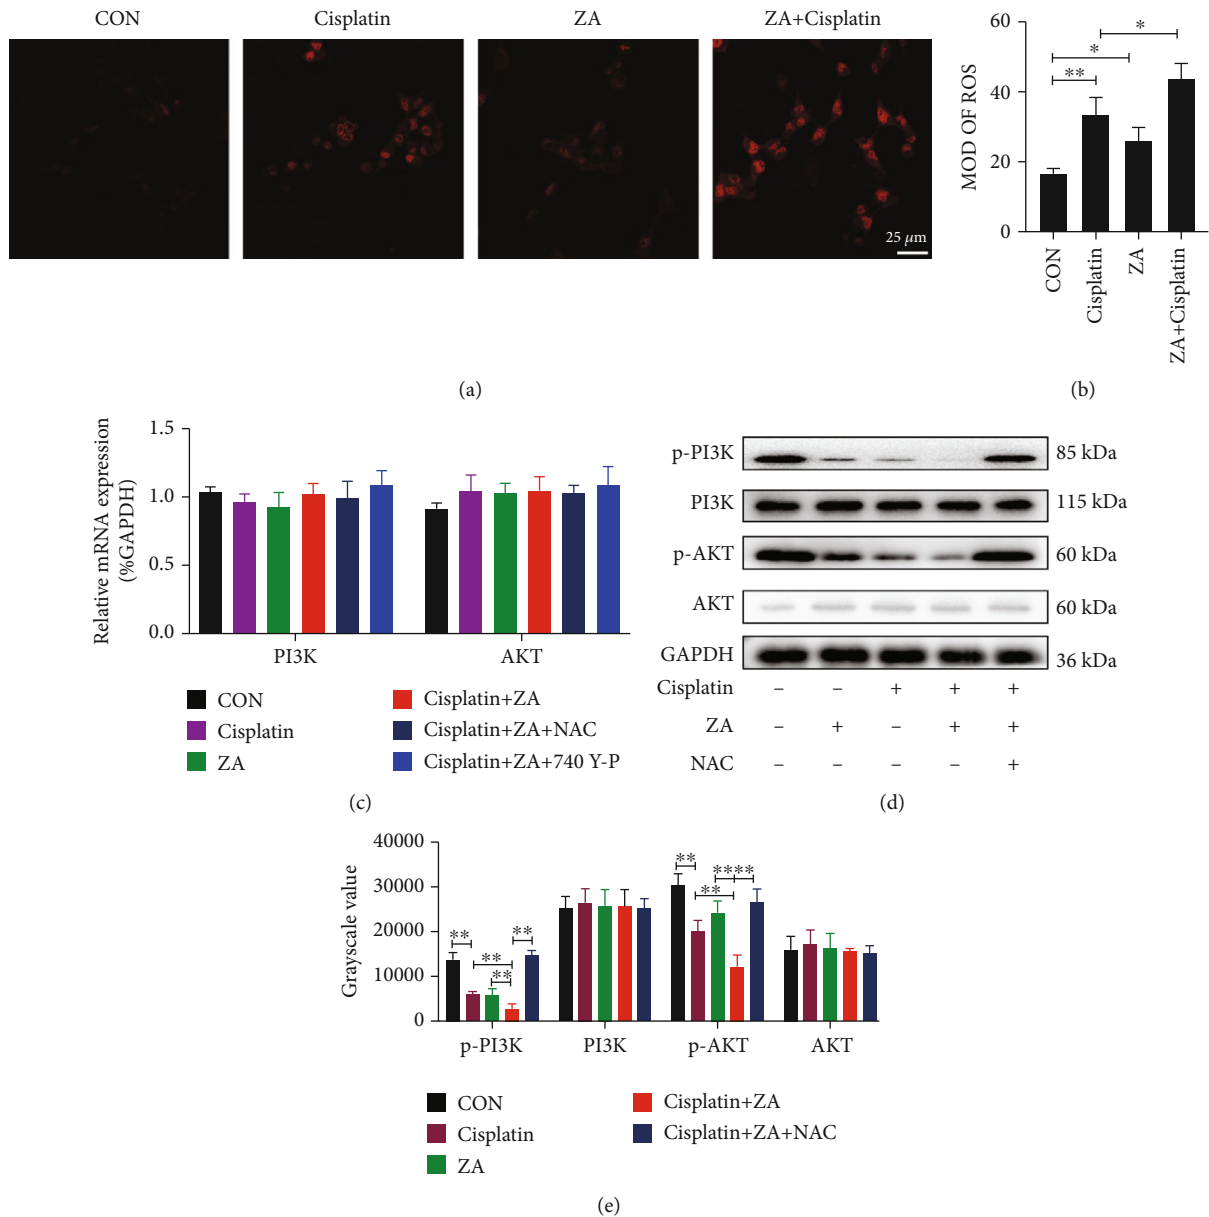 CON Cisplatin ZA ZA+Cisplatin
25 μm
(a)
MOD OF ROS
60
40
20
0
*
*
**
CON
Cisplatin
ZA
ZA+Cisplatin
(b)
Relative mRNA expression
(%GAPDH)
1.5
1.0
0.5
0.0
PI3K AKT
CON
Cisplatin
ZA
Cisplatin+ZA
Cisplatin+ZA+NAC
Cisplatin+ZA+740 Y-P
(c)
p-PI3K 85 kDa
PI3K 115 kDa
p-AKT 60 kDa
AKT 60 kDa
GAPDH 36 kDa
Cisplatin – – + + +
ZA – + – + +
NAC – – – – +
(d)
Grayscale value
40000
30000
20000
10000
0
** ** ** **
** ** ****
p-PI3K PI3K p-AKT AKT
CON
Cisplatin
ZA
Cisplatin+ZA
Cisplatin+ZA+NAC
(e)